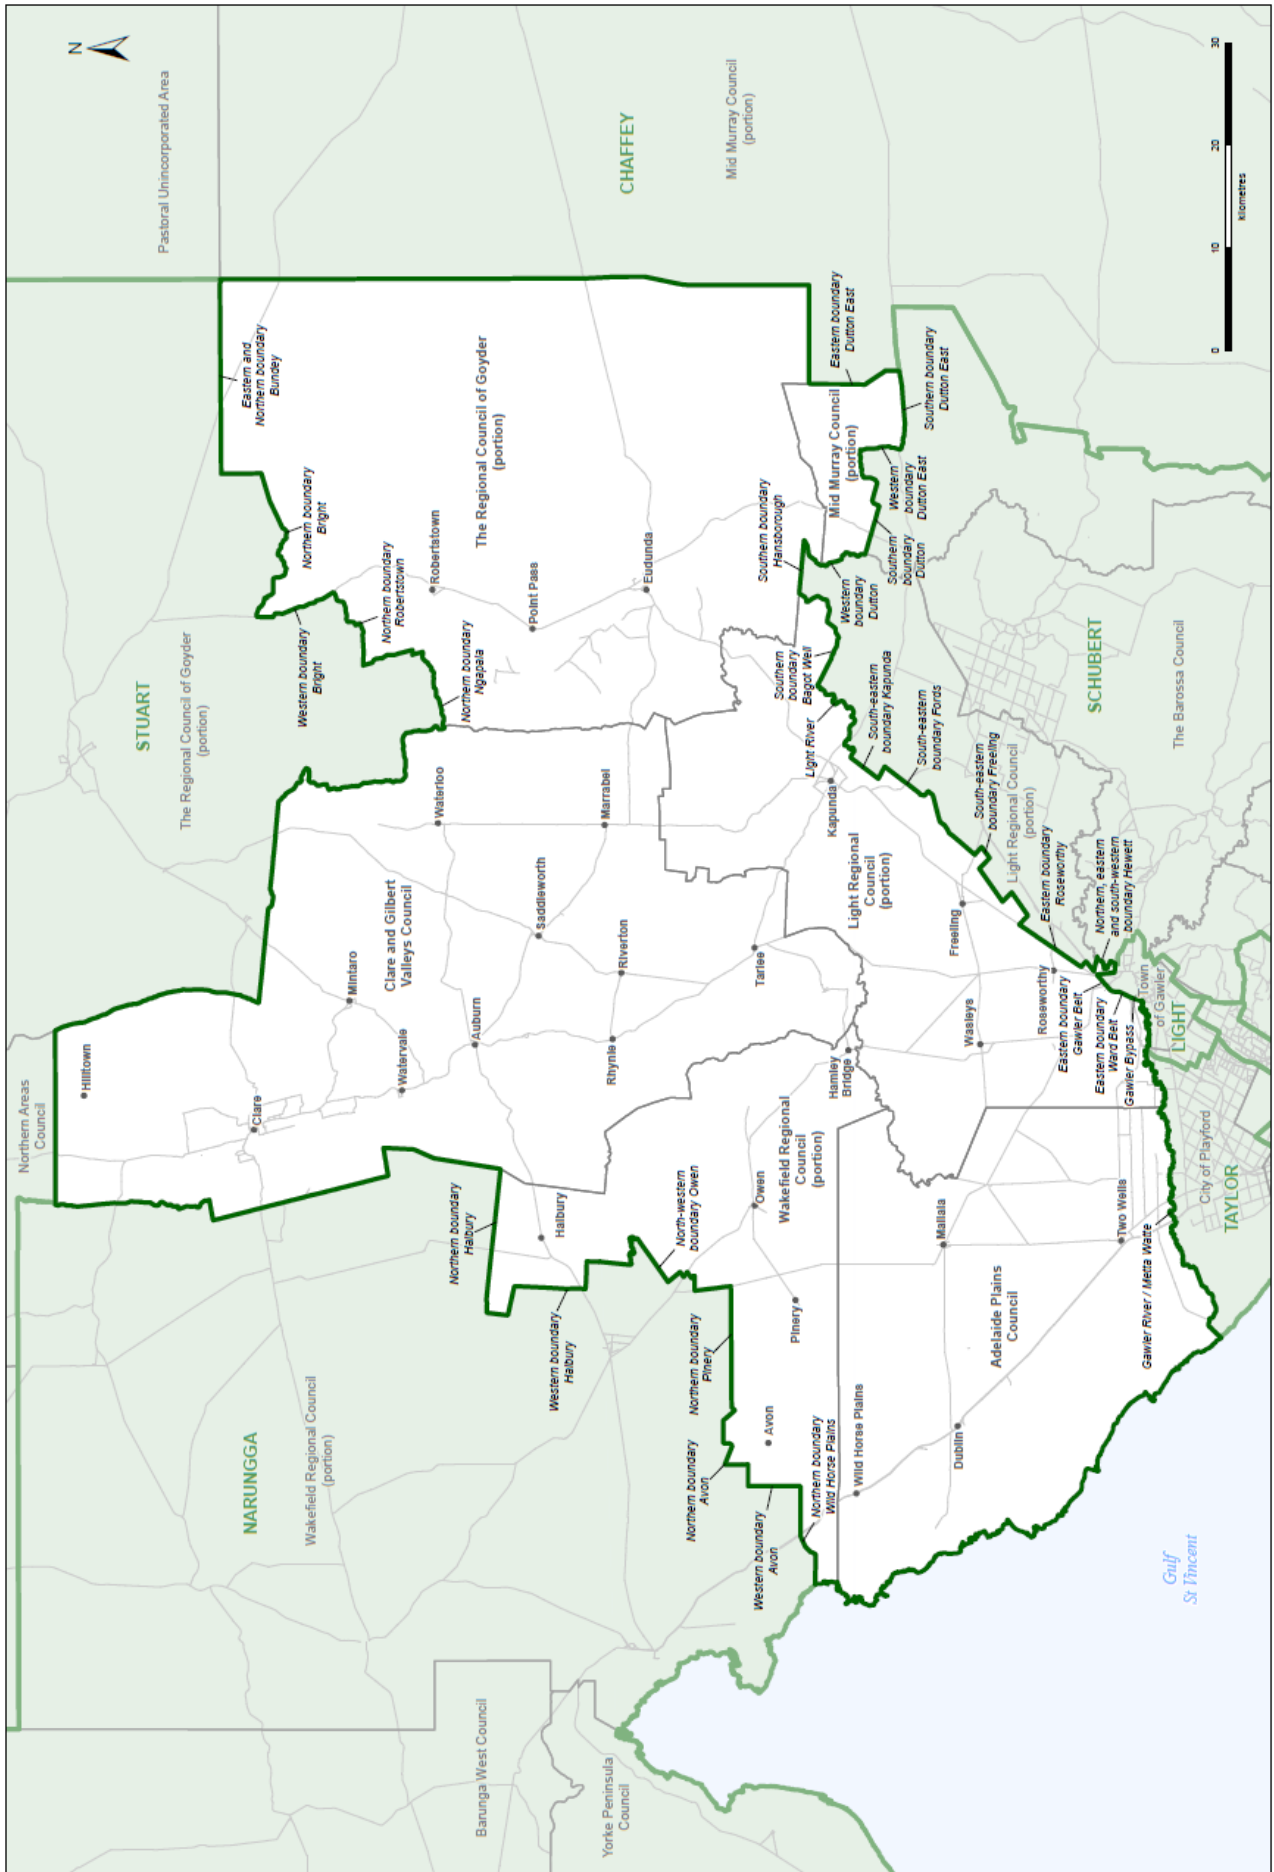 N
Northern Areas
Council
Pastoral Unincorporated Area
STUART
The Regional Council of Goyder
(portion)
CHAFFEY
Mid Murray Council
(portion)
NARUNGGA
Wakefield Regional Council
(portion)
Barunga West Council
Yorke Peninsula
Council
Hilltown
Clare
Mintaro
Watervale
Clare and Gilbert
Valleys Council
Auburn
Waterloo
Saddleworth
Marrabel
Riverton
Rhynie
Eastern and
Northern boundary
Bundey
Northern boundary
Bright
Western boundary
Bright
Northern boundary
Robertstown
Northern boundary
Ngapala
Robertstown
Point Pass
Eudunda
The Regional Council of Goyder
(portion)
Northern boundary
Halbury
Halbury
Western boundary
Halbury
North-western
boundary Owen
Northern boundary
Pinery
Northern boundary
Avon
Western boundary
Avon
Northern boundary
Wild Horse Plains
Owen
Pinery
Avon
Wakefield Regional
Council
(portion)
Hamley
Bridge
Tarlee
Light Regional
Council
(portion)
Kapunda
Light River
Southern
boundary
Bagot Well
Southern boundary
Hansborough
Western
boundary
Dutton
Southern
boundary
Dutton
Mid Murray Council
(portion)
Western
boundary
Dutton East
Eastern boundary
Dutton East
Southern boundary
Dutton East
South-eastern
boundary Kapunda
South-eastern
boundary Fords
South-eastern
boundary Freeling
Light Regional Council
(portion)
Wild Horse Plains
Dublin
Mallala
Adelaide Plains
Council
Two Wells
Wasleys
Freeling
Roseworthy
Eastern boundary
Roseworthy
Northern, eastern
and south-western
boundary Hewett
Eastern boundary
Gawler Belt
Eastern boundary
Ward Belt
Gawler Bypass
Town
of Gawler
LIGHT
Gawler River / Metta Watte
City of Playford
TAYLOR
SCHUBERT
The Barossa Council
Gulf
St Vincent
0
10
20
30
kilometres